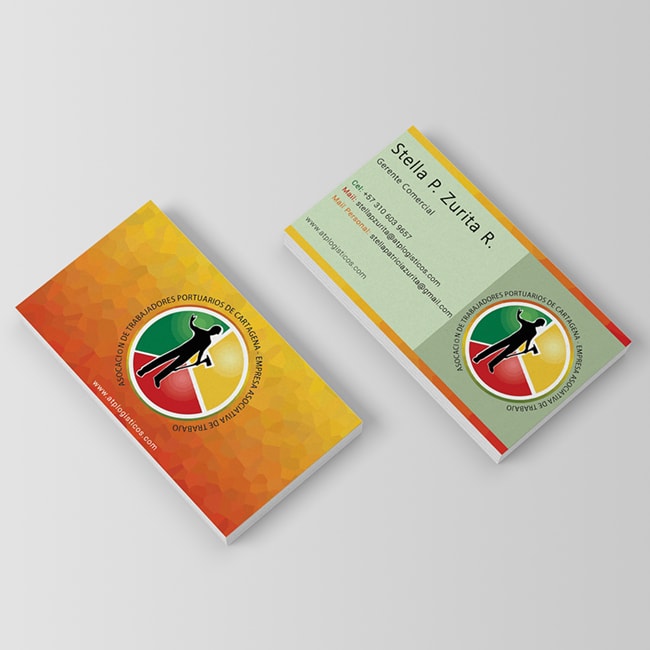 ASOCACION DE TRABAJADORES PORTUARIOS DE CARTAGENA - EMPRESA ASOCIATIVA DE TRABAJO
www.atplogisticos.com
Stella P. Zurita R.
Gerente Comercial
Cel: +57 310 603 9657
Mail: stellapzurita@atplogisticos.com
Mail Personal: stellapatriciazurita@gmail.com
www.atplogisticos.com
ASOCACION DE TRABAJADORES PORTUARIOS DE CARTAGENA - EMPRESA ASOCIATIVA DE TRABAJO